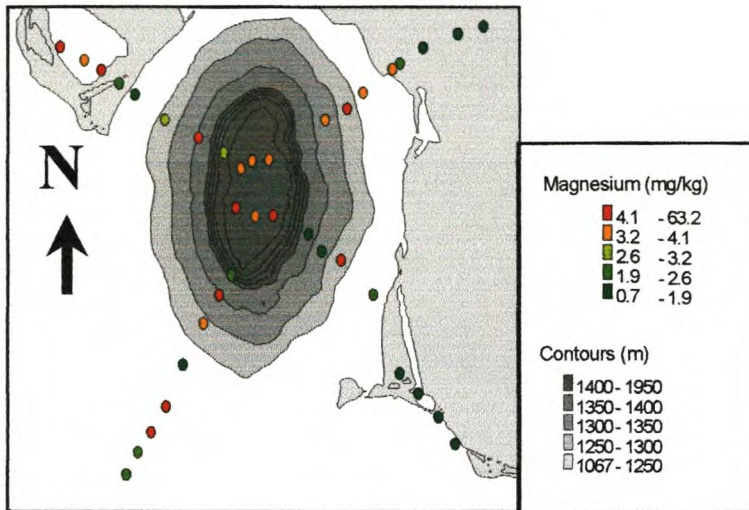 N
Magnesium (mg/kg)
4.1 - 63.2
3.2 - 4.1
2.6 - 3.2
1.9 - 2.6
0.7 - 1.9
Contours (m)
1400 - 1950
1350 - 1400
1300 - 1350
1250 - 1300
1067 - 1250